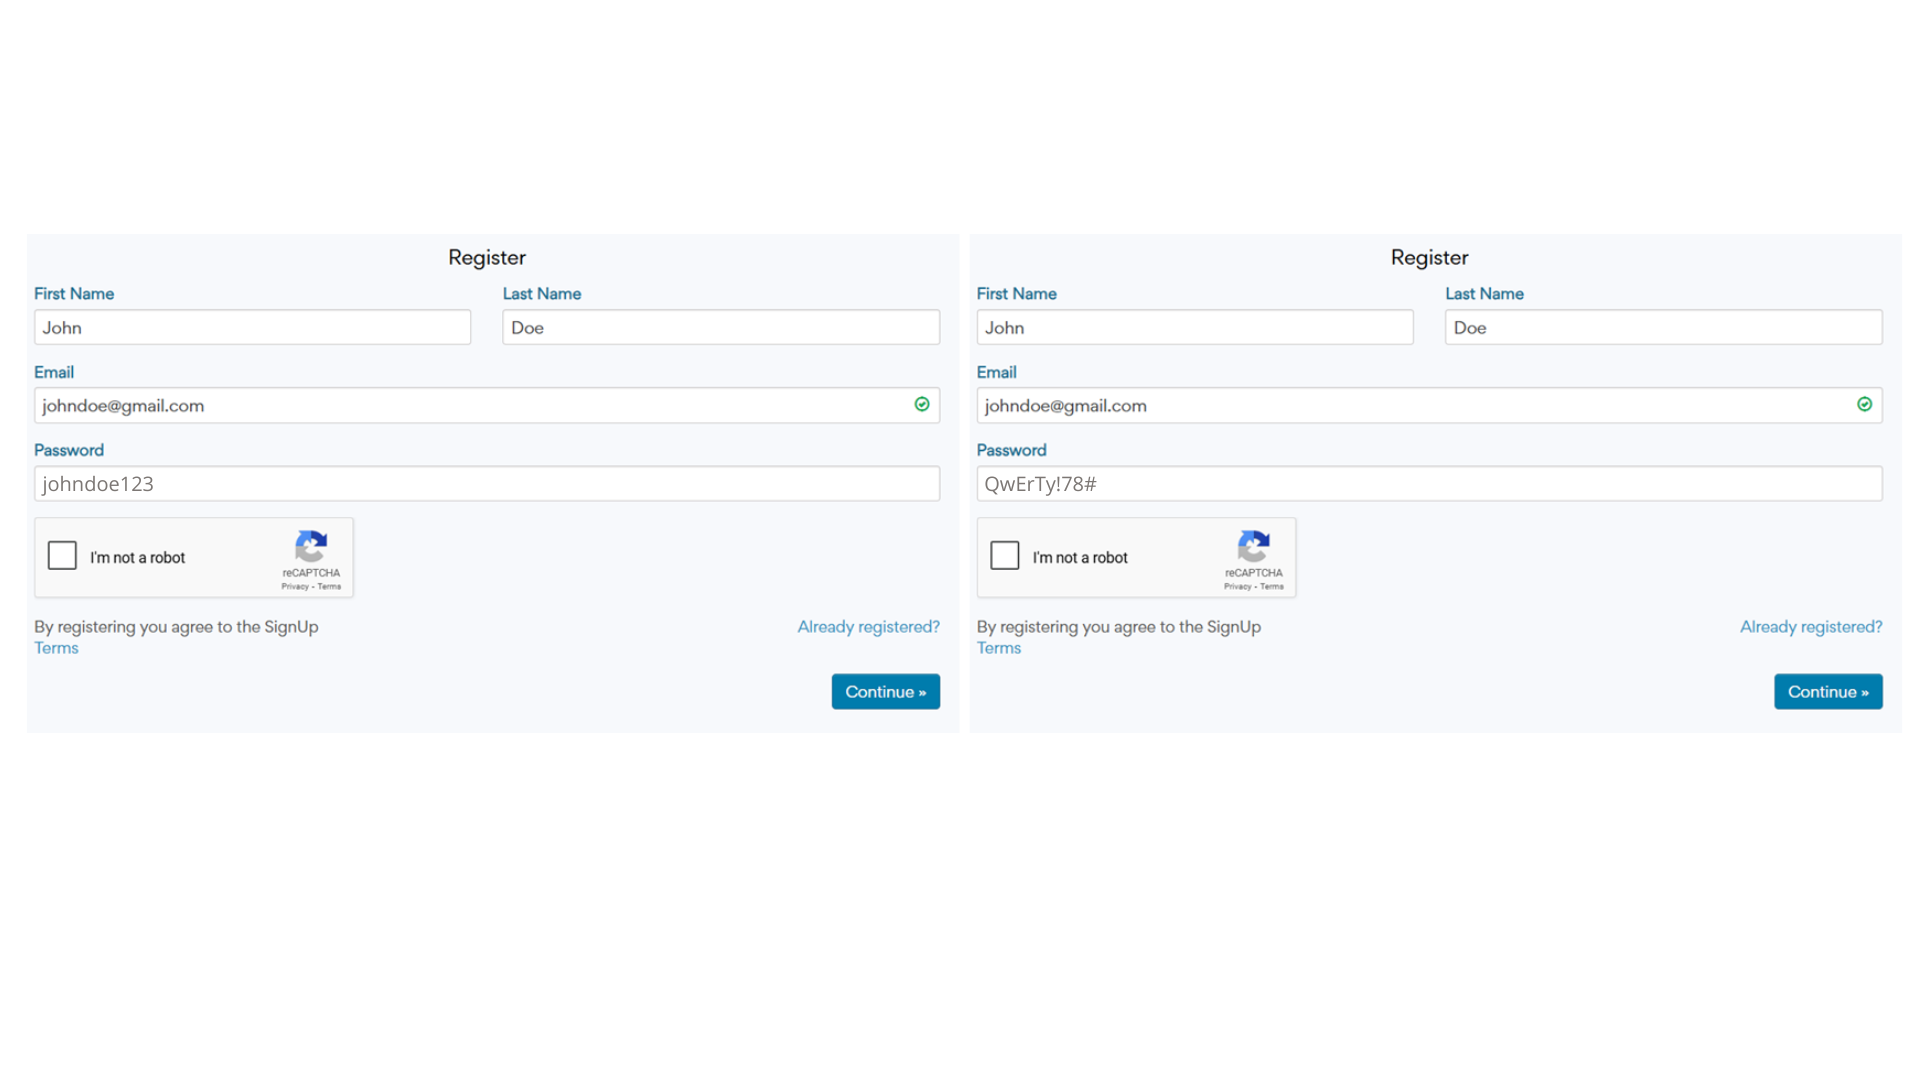 Register
First Name Last Name
John Doe
Email
johndoe@gmail.com
Password
johndoe123
I'm not a robot
reCAPTCHA
Privacy - Terms
By registering you agree to the SignUp Already registered?
Terms
Continue »
Register
First Name Last Name
John Doe
Email
johndoe@gmail.com
Password
QwErTy!78#
I'm not a robot
reCAPTCHA
Privacy - Terms
By registering you agree to the SignUp Already registered?
Terms
Continue »